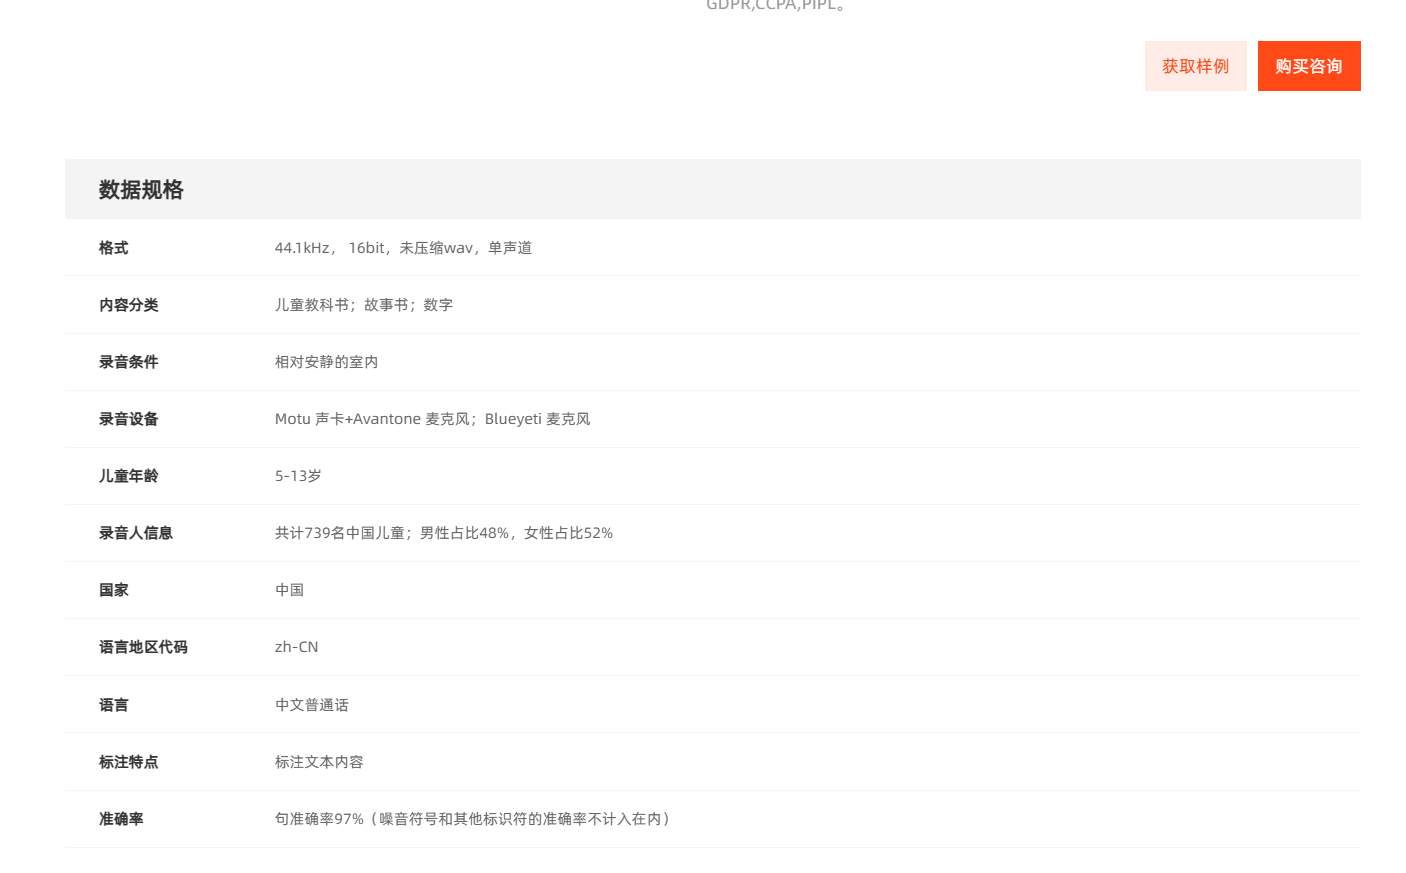 GDPR,CCPA,PIPL。
获取样例 购买咨询
数据规格
格式 44.1kHz， 16bit，未压缩wav，单声道
内容分类 儿童教科书；故事书；数字
录音条件 相对安静的室内
录音设备 Motu 声卡+Avantone 麦克风；Blueyeti 麦克风
儿童年龄 5-13岁
录音人信息 共计739名中国儿童；男性占比48%，女性占比52%
国家 中国
语言地区代码 zh-CN
语言 中文普通话
标注特点 标注文本内容
准确率 句准确率97%（噪音符号和其他标识符的准确率不计入在内）